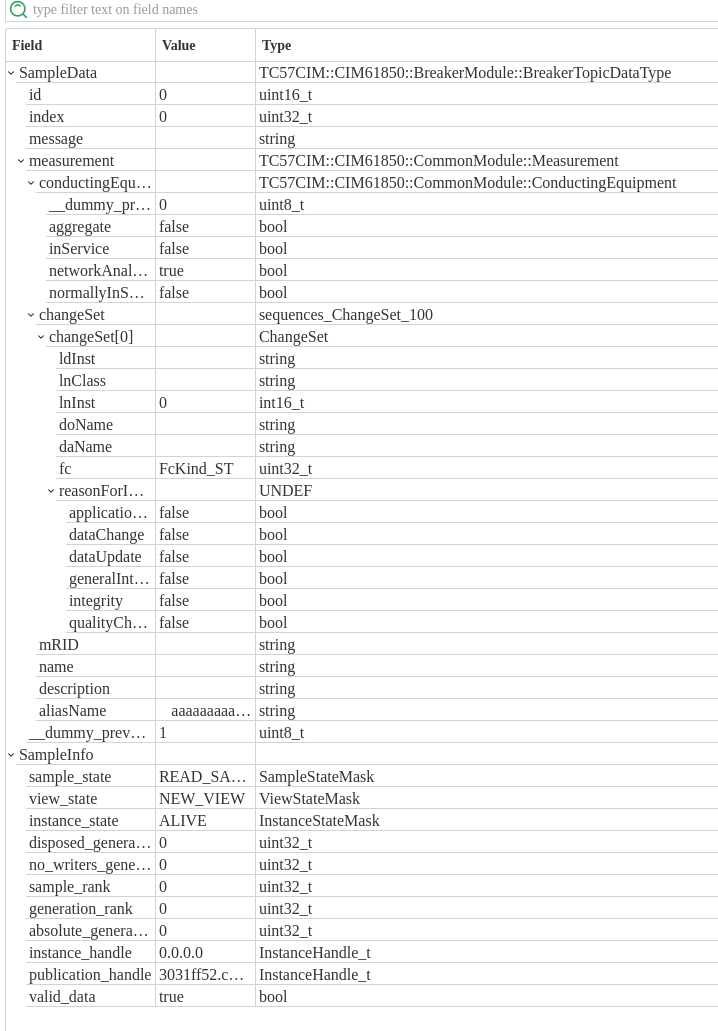 type filter text on field names
Field Value Type
SampleData TC57CIM::CIM61850::BreakerModule::BreakerTopicDataType
id 0 uint16_t
index 0 uint32_t
message string
measurement TC57CIM::CIM61850::CommonModule::Measurement
conductingEqu... TC57CIM::CIM61850::CommonModule::ConductingEquipment
__dummy_pr... 0 uint8_t
aggregate false bool
inService false bool
networkAnal... true bool
normallyInS... false bool
changeSet sequences_ChangeSet_100
changeSet[0] ChangeSet
ldInst string
lnClass string
lnInst 0 int16_t
doName string
daName string
fc FcKind_ST uint32_t
reasonForI... UNDEF
applicatio... false bool
dataChange false bool
dataUpdate false bool
generalInt... false bool
integrity false bool
qualityCh... false bool
mRID string
name string
description string
aliasName aaaaaaaaa... string
__dummy_prev... 1 uint8_t
SampleInfo
sample_state READ_SA... SampleStateMask
view_state NEW_VIEW ViewStateMask
instance_state ALIVE InstanceStateMask
disposed_genera... 0 uint32_t
no_writers_gene... 0 uint32_t
sample_rank 0 uint32_t
generation_rank 0 uint32_t
absolute_genera... 0 uint32_t
instance_handle 0.0.0.0 InstanceHandle_t
publication_handle 3031ff52.c... InstanceHandle_t
valid_data true bool